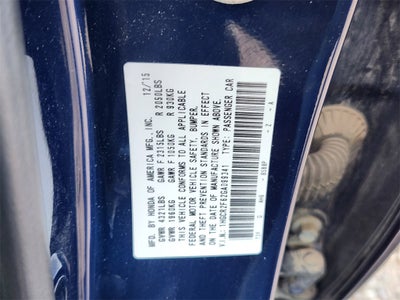 MFD. BY HONDA OF AMERICA MFG., INC. 12/15
GVWR 4321LBS GAWR F 2315LBS R 2050LBS
GVWR 1960KG GAWR F 1050KG R 930KG
THIS VEHICLE CONFORMS TO ALL APPLICABLE
FEDERAL MOTOR VEHICLE SAFETY, BUMPER,
AND THEFT PREVENTION STANDARDS IN EFFECT
ON THE DATE OF MANUFACTURE SHOWN ABOVE.
V.I.N. TYPE: PASSENGER CAR